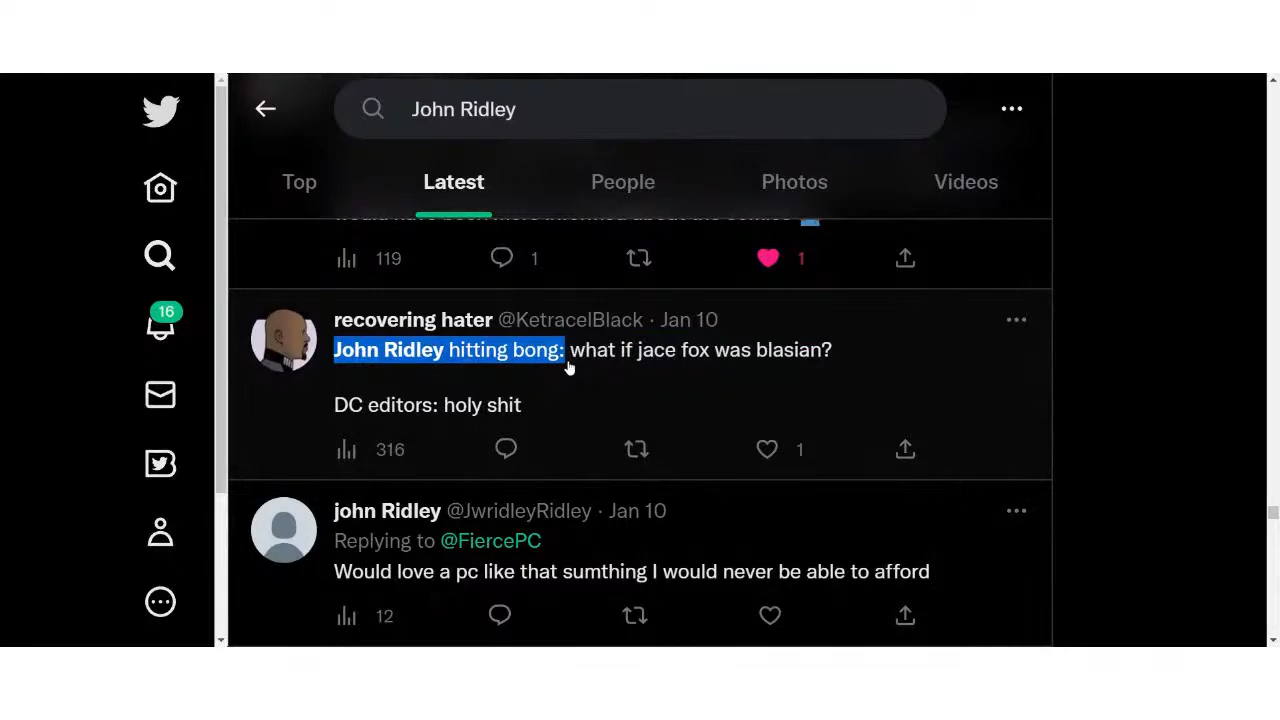 John Ridley
Top
Latest
People
Photos
Videos
119
1
1
16
recovering hater @KetracelBlack · Jan 10
John Ridley hitting bong: what if jace fox was blasian?
DC editors: holy shit
316
1
john Ridley @JwridleyRidley · Jan 10
Replying to @FiercePC
Would love a pc like that sumthing I would never be able to afford
12